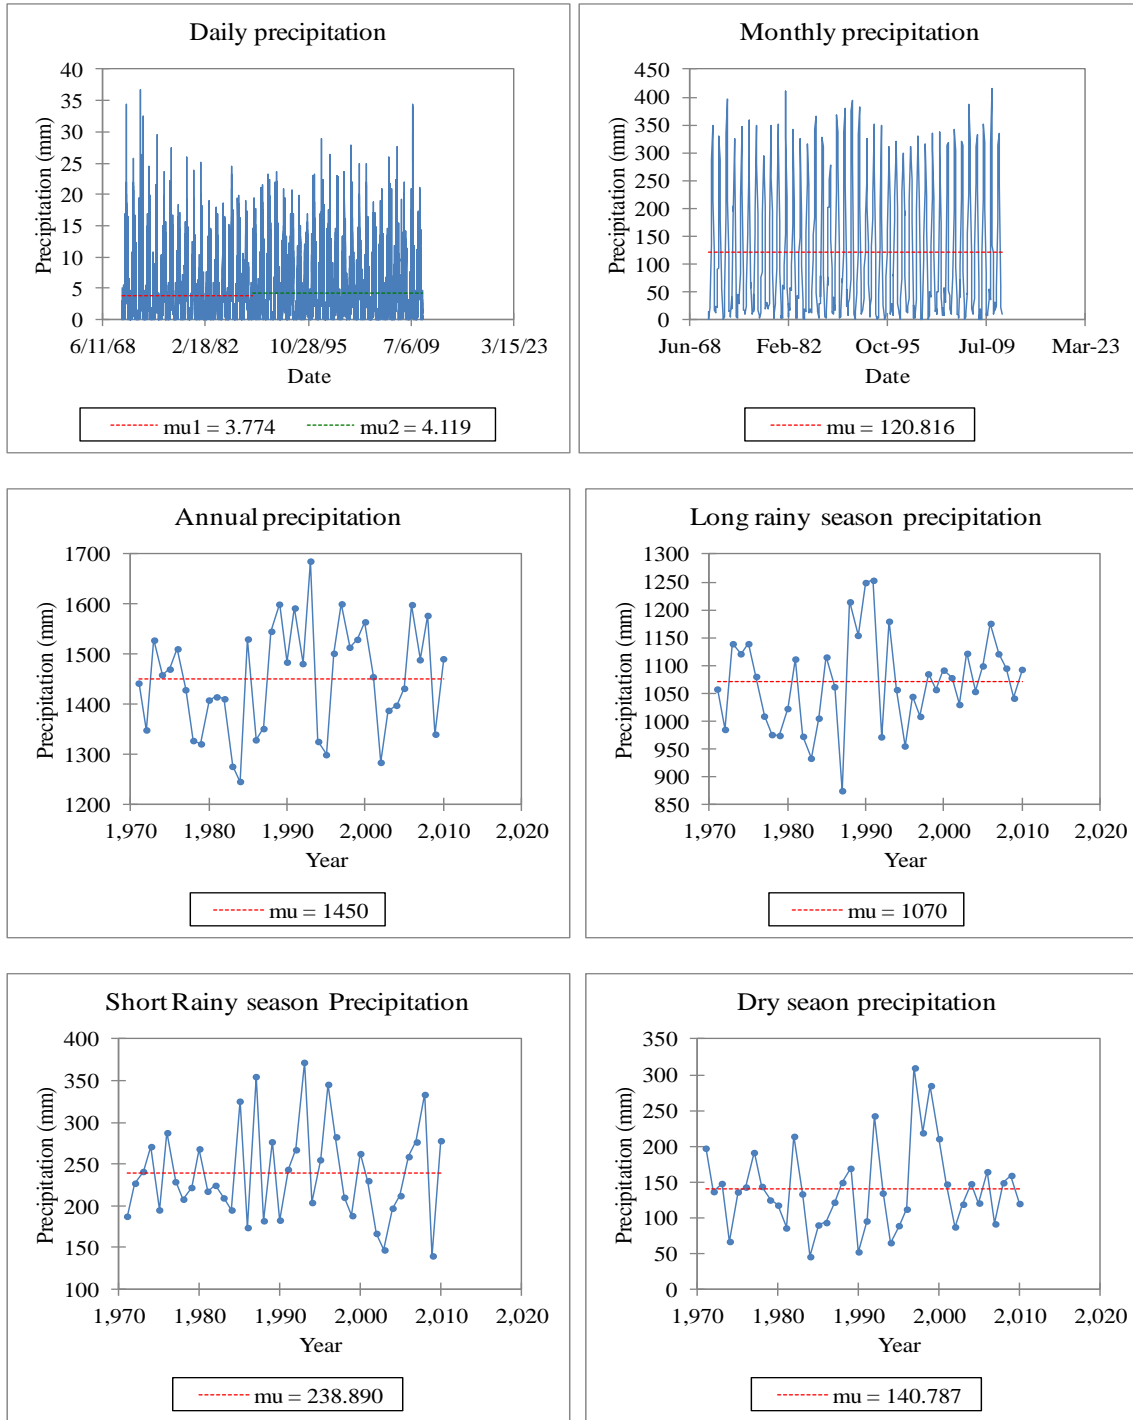 Daily precipitation
Precipitation (mm)
40
35
30
25
20
15
10
5
0
6/11/68 2/18/82 10/28/95 7/6/09 3/15/23
Date
mu1 = 3.774 mu2 = 4.119
Monthly precipitation
Precipitation (mm)
450
400
350
300
250
200
150
100
50
0
Jun-68 Feb-82 Oct-95 Jul-09 Mar-23
Date
mu = 120.816
Annual precipitation
Precipitation (mm)
1700
1600
1500
1400
1300
1200
1,970 1,980 1,990 2,000 2,010 2,020
Year
mu = 1450
Long rainy season precipitation
Precipitation (mm)
1300
1250
1200
1150
1100
1050
1000
950
900
850
1,970 1,980 1,990 2,000 2,010 2,020
Year
mu = 1070
Short Rainy season Precipitation
Precipitation (mm)
400
350
300
250
200
150
100
1,970 1,980 1,990 2,000 2,010 2,020
Year
mu = 238.890
Dry seaon precipitation
Precipitation (mm)
350
300
250
200
150
100
50
0
1,970 1,980 1,990 2,000 2,010 2,020
Year
mu = 140.787